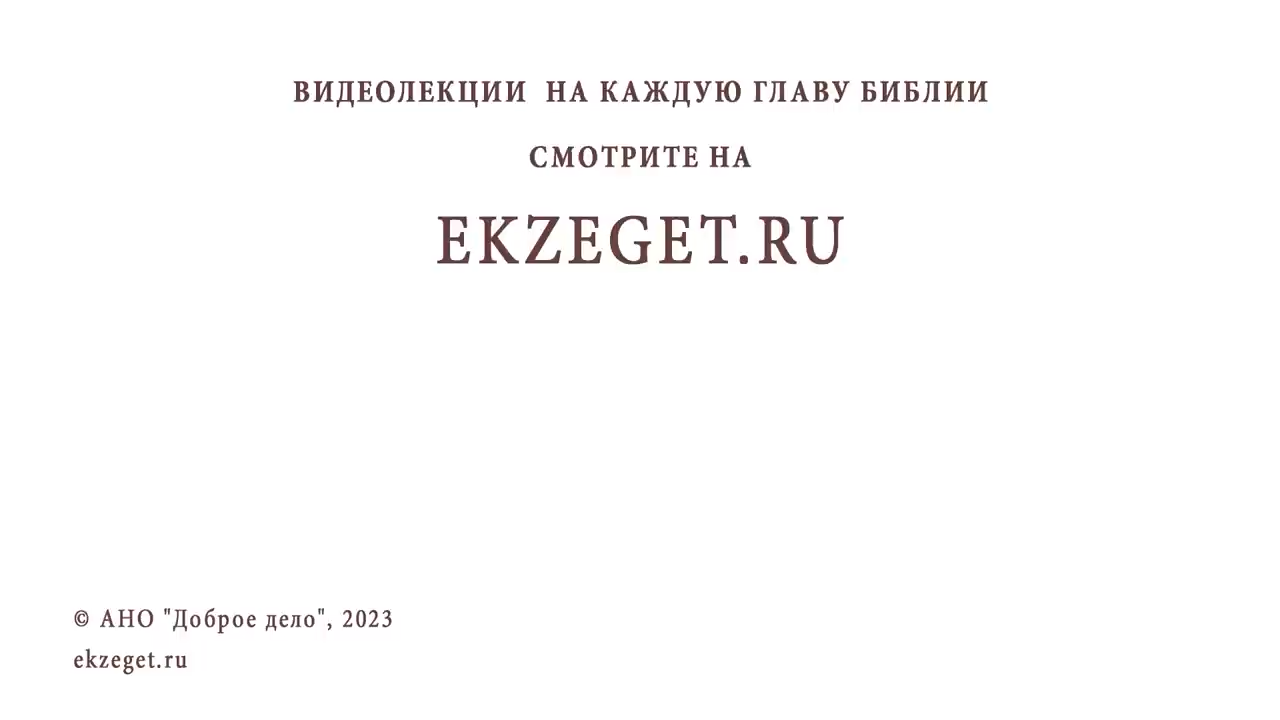 ВИДЕОЛЕКЦИИ НА КАЖДУЮ ГЛАВУ БИБЛИИ
СМОТРИТЕ НА
EKZEGET.RU
© АНО "Доброе дело", 2023
ekzeget.ru